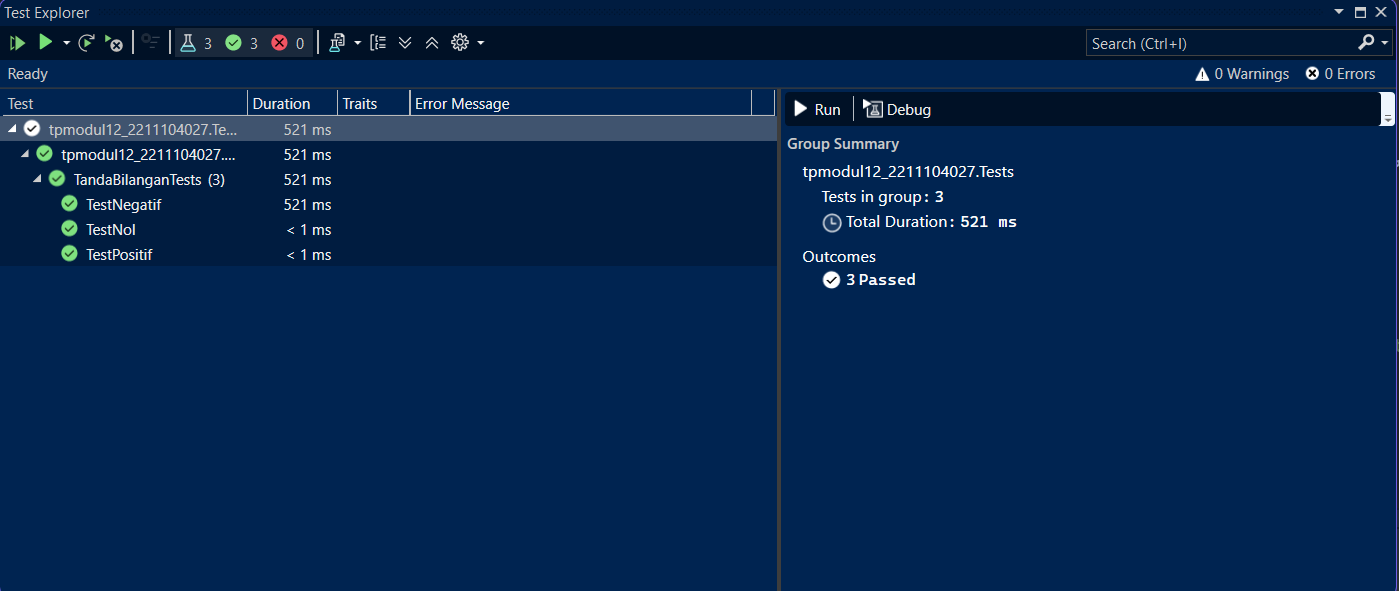 Test Explorer
3 3 0
Search (Ctrl+I)
Ready
0 Warnings 0 Errors
Test Duration Traits Error Message
tpmodul12_2211104027.Te... 521 ms
tpmodul12_2211104027.... 521 ms
TandaBilanganTests (3) 521 ms
TestNegatif 521 ms
TestNol < 1 ms
TestPositif < 1 ms
Run Debug
Group Summary
tpmodul12_2211104027.Tests
Tests in group: 3
Total Duration: 521 ms
Outcomes
3 Passed